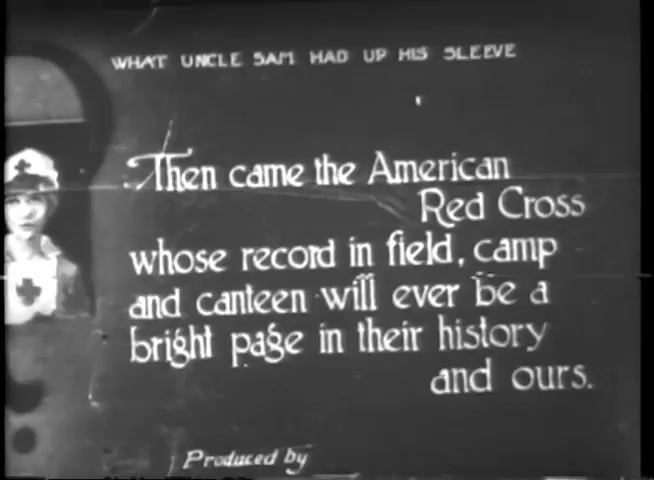 WHAT UNCLE SAM HAD UP HIS SLEEVE
Then came the American
Red Cross
whose record in field, camp
and canteen will ever be a
bright page in their history
and ours.
Produced by